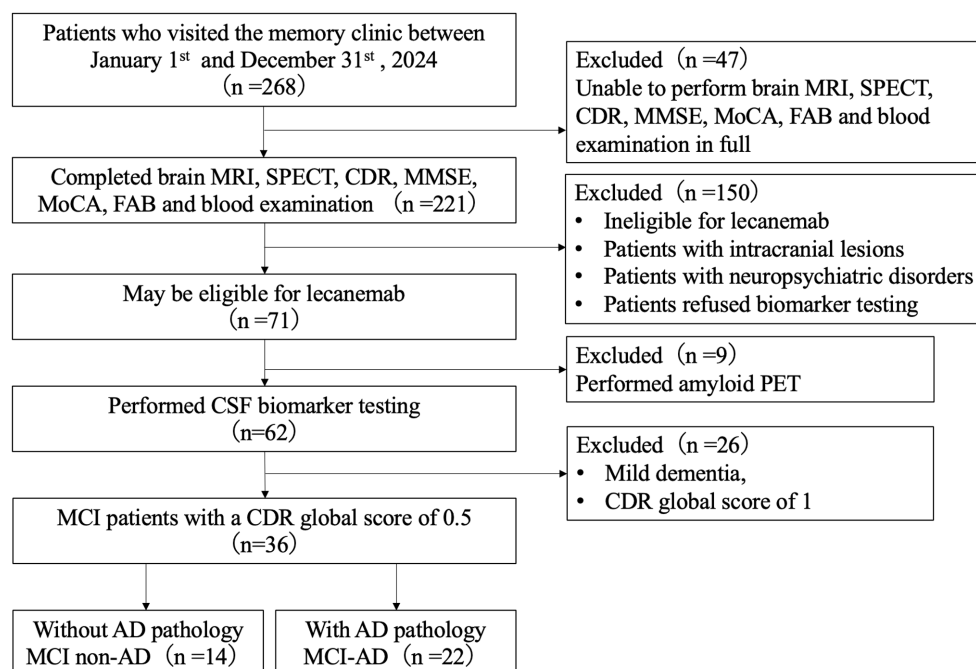 Patients who visited the memory clinic between
January 1st and December 31st , 2024
(n =268)
Excluded (n =47)
Unable to perform brain MRI, SPECT,
CDR, MMSE, MoCA, FAB and blood
examination in full
Completed brain MRI, SPECT, CDR, MMSE,
MoCA, FAB and blood examination (n =221)
Excluded (n =150)
• Ineligible for lecanemab
• Patients with intracranial lesions
• Patients with neuropsychiatric disorders
• Patients refused biomarker testing
May be eligible for lecanemab
(n =71)
Excluded (n =9)
Performed amyloid PET
Performed CSF biomarker testing
(n=62)
Excluded (n =26)
• Mild dementia,
• CDR global score of 1
MCI patients with a CDR global score of 0.5
(n=36)
Without AD pathology
MCI non-AD (n =14)
With AD pathology
MCI-AD (n =22)